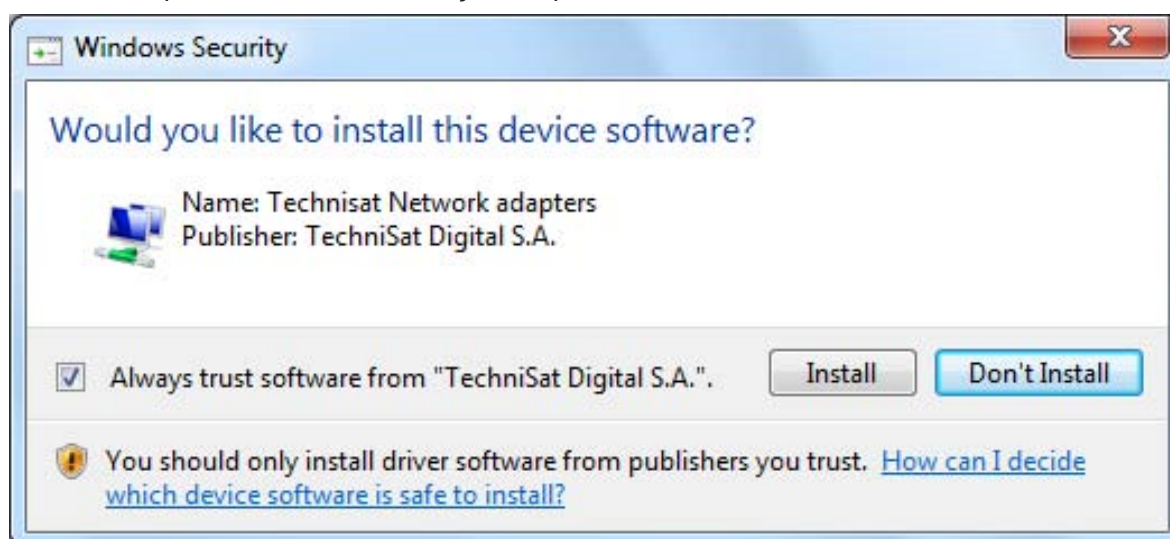 Windows Security
Would you like to install this device software?
Name: Technisat Network adapters
Publisher: TechniSat Digital S.A.
Always trust software from "TechniSat Digital S.A.".
Install
Don't Install
You should only install driver software from publishers you trust. How can I decide
which device software is safe to install?